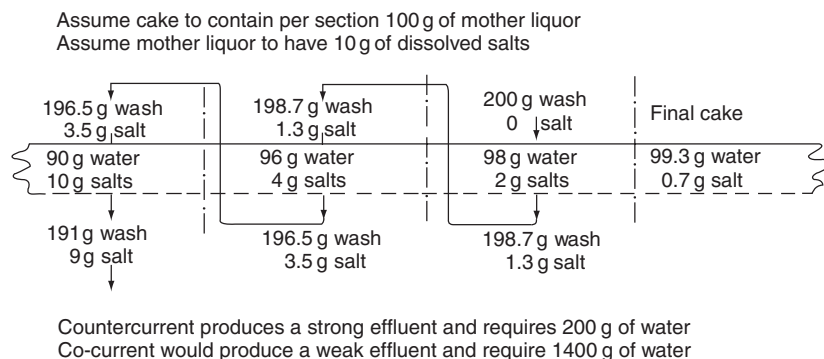 Assume cake to contain per section 100 g of mother liquor
Assume mother liquor to have 10 g of dissolved salts
196.5 g wash
3.5 g salt
198.7 g wash
1.3 g salt
200 g wash
0 salt
Final cake
90 g water
10 g salts
96 g water
4 g salts
98 g water
2 g salts
99.3 g water
0.7 g salt
191 g wash
9 g salt
196.5 g wash
3.5 g salt
198.7 g wash
1.3 g salt
Countercurrent produces a strong effluent and requires 200 g of water
Co-current would produce a weak effluent and require 1400 g of water